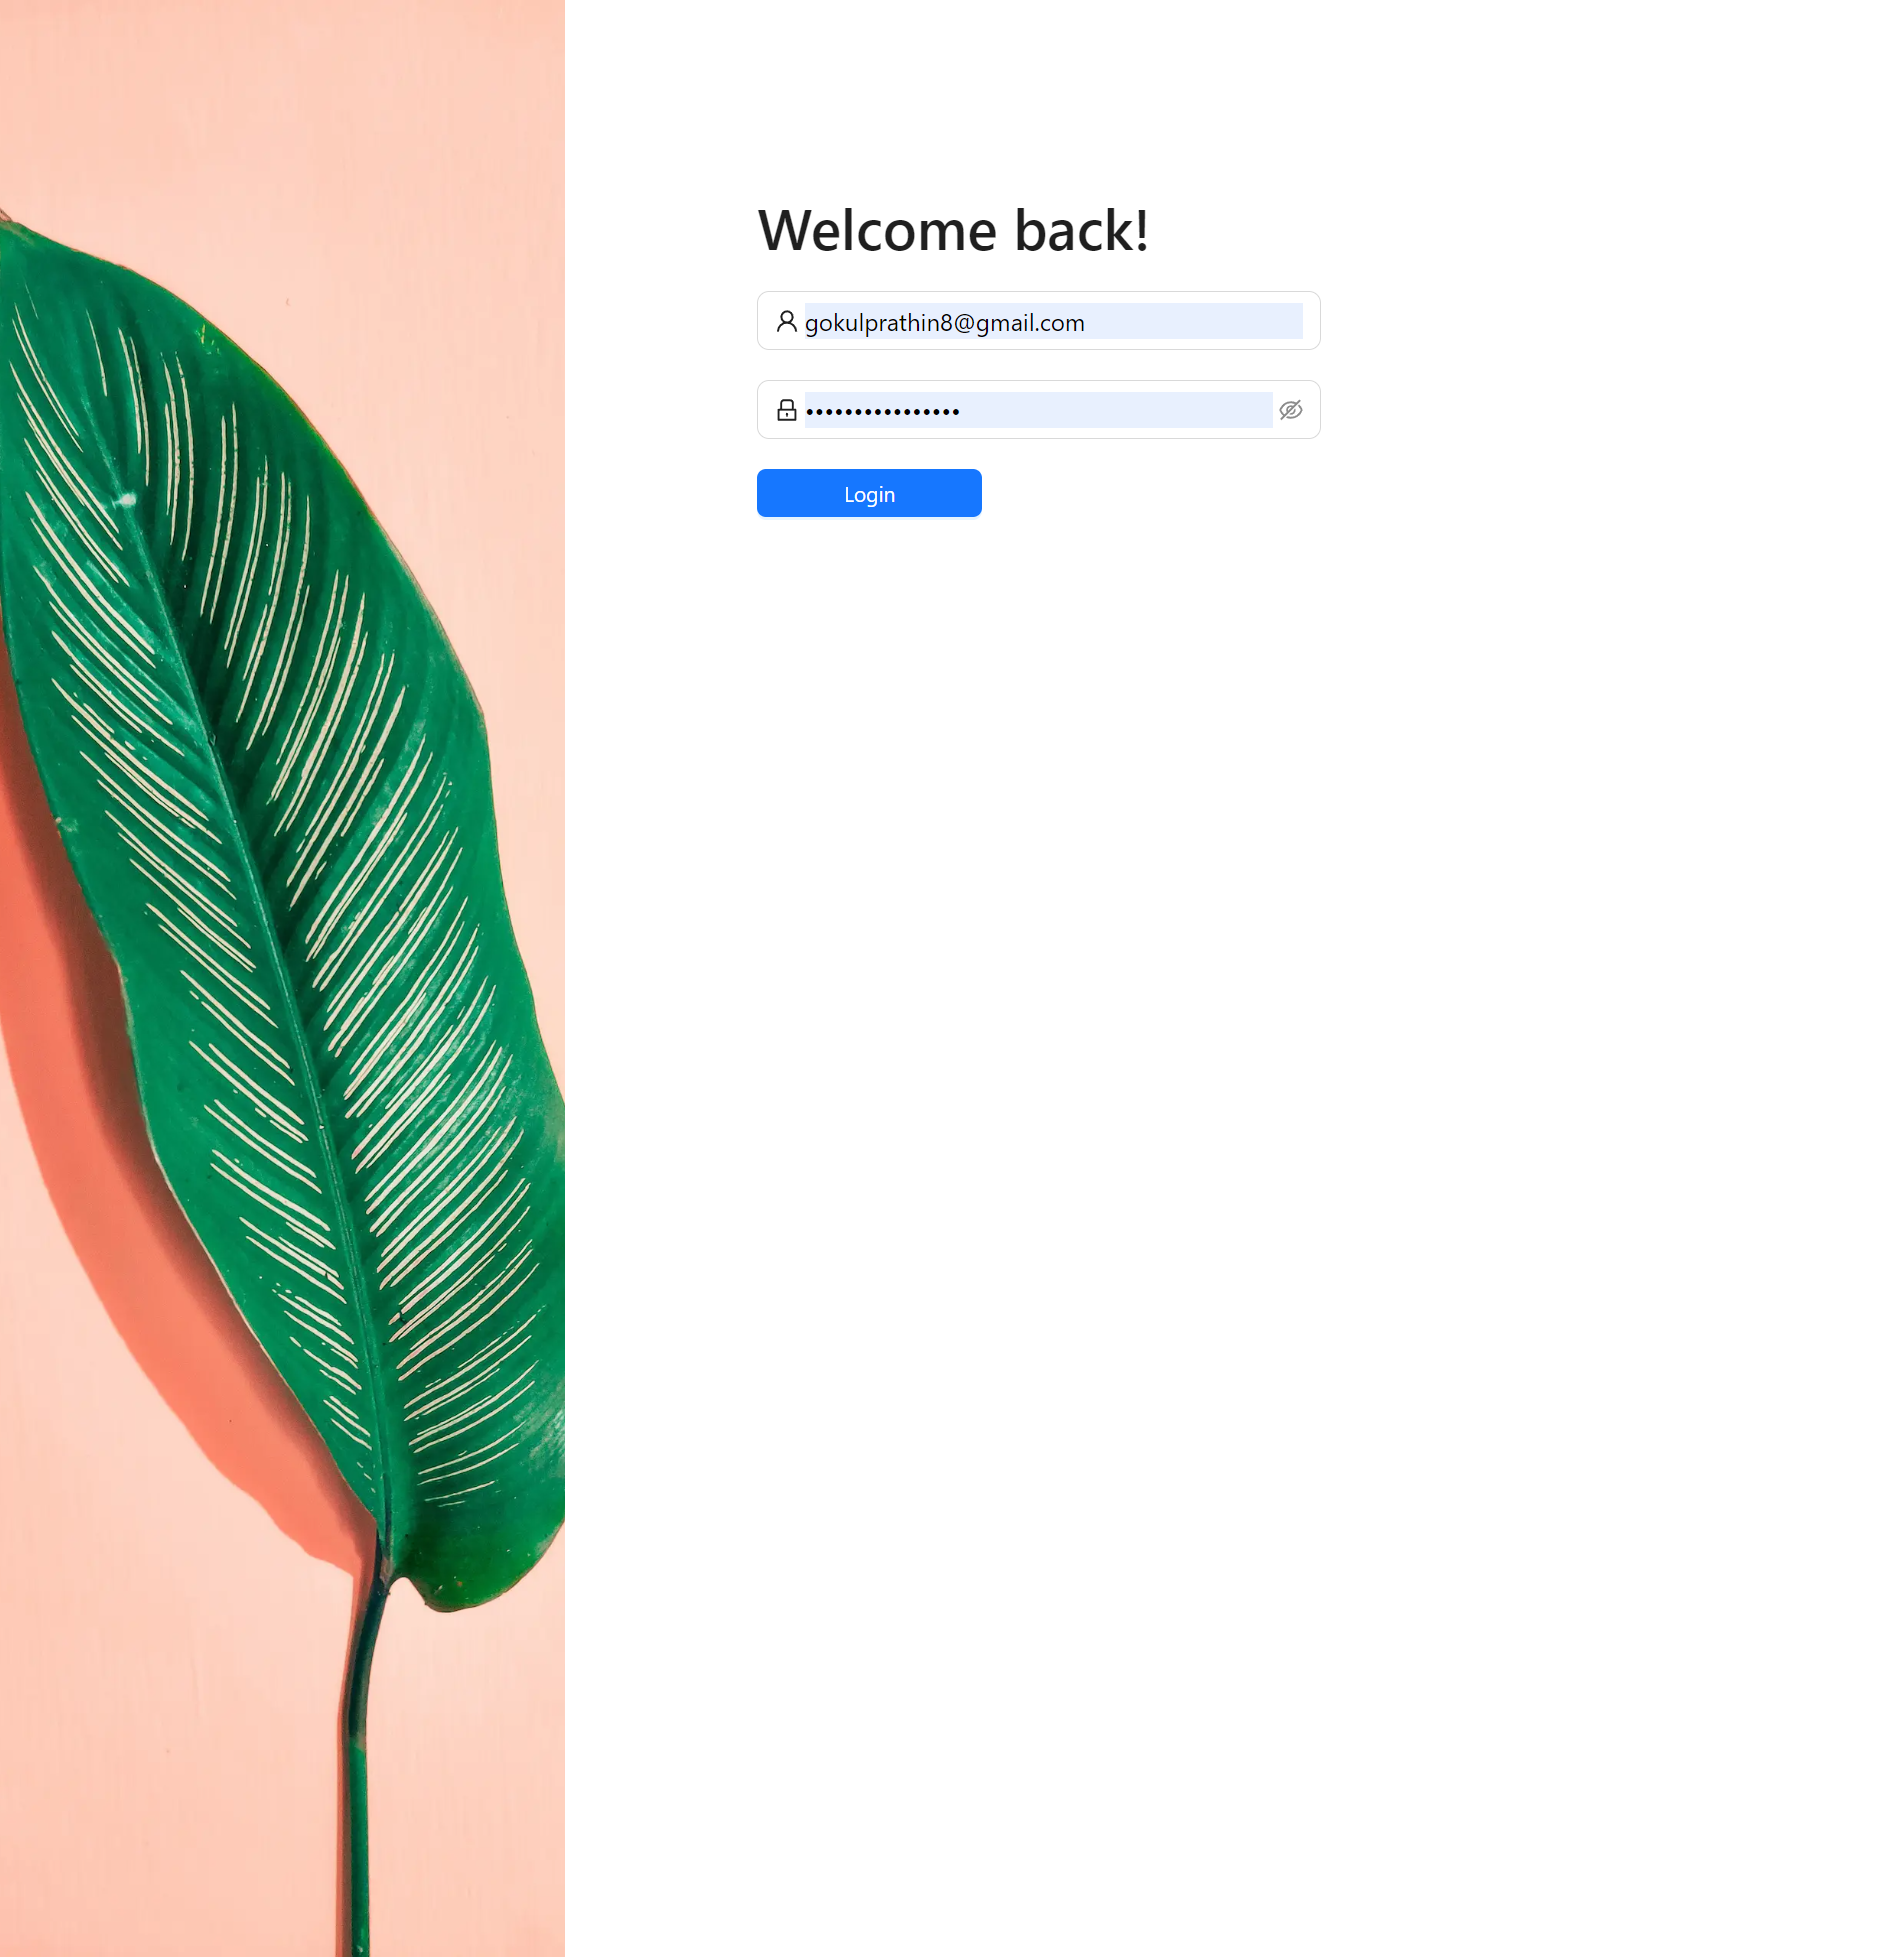 Welcome back!
gokulprathin8@gmail.com
••••••••••••••••
Login